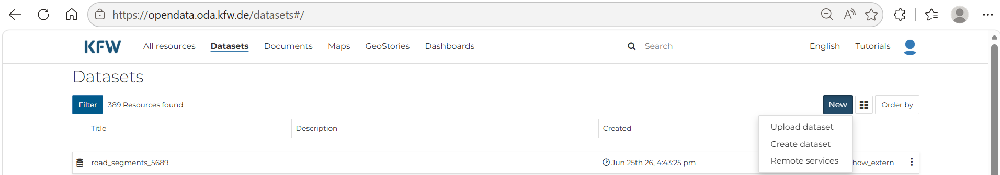 https://opendata.oda.kfw.de/datasets#/
KFW All resources Datasets Documents Maps GeoStories Dashboards Search English Tutorials
Datasets
Filter 389 Resources found New Order by
Title Description Created
Upload dataset
Create dataset
Remote services
road_segments_5689 Jun 25th 26, 4:43:25 pm how_extern